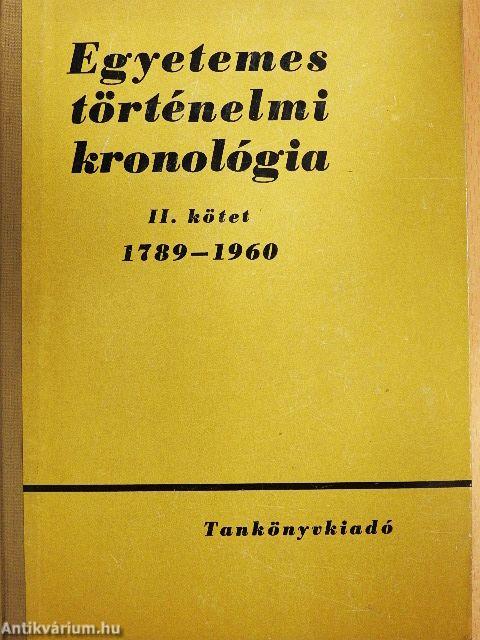 Egyetemes
történelmi
kronológia
II. kötet
1789–1960
Tankönyvkiadó
Antikvárium.hu